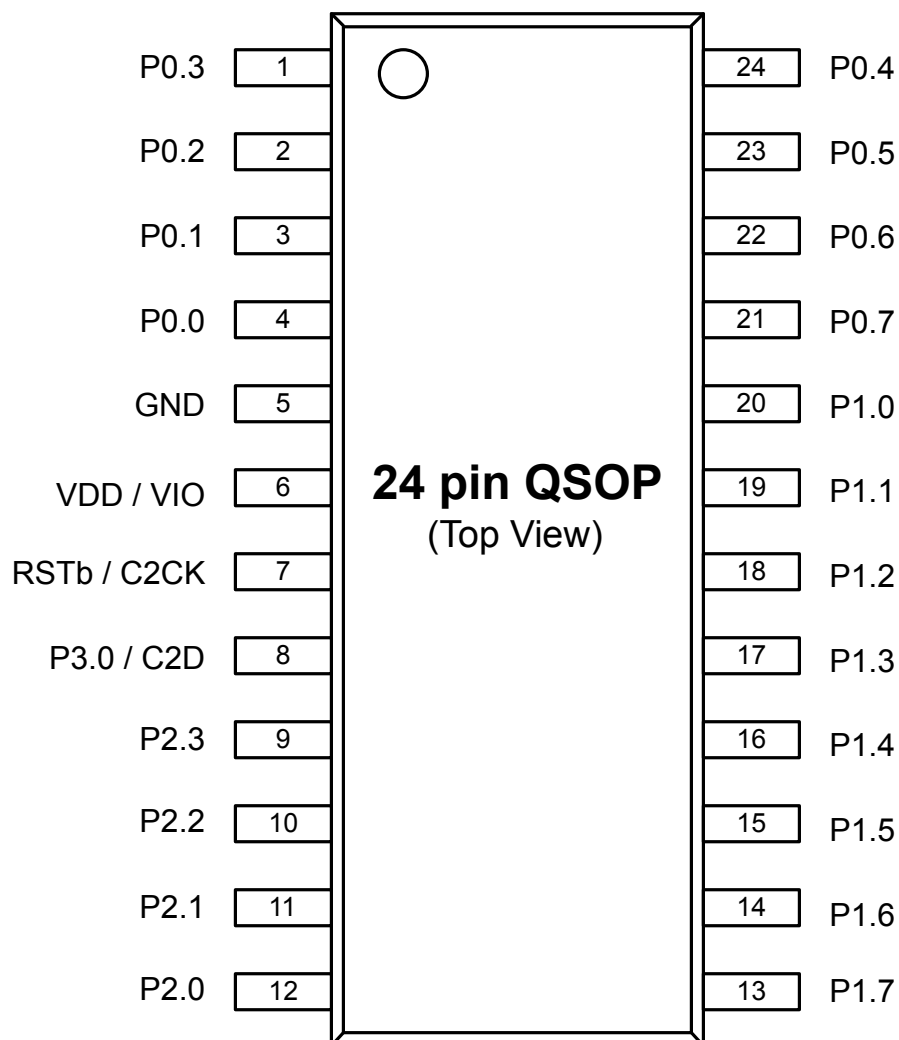 P0.3 1 24 P0.4
P0.2 2 23 P0.5
P0.1 3 22 P0.6
P0.0 4 21 P0.7
GND 5 20 P1.0
VDD / VIO 6 19 P1.1
24 pin QSOP
(Top View)
RSTb / C2CK 7 18 P1.2
P3.0 / C2D 8 17 P1.3
P2.3 9 16 P1.4
P2.2 10 15 P1.5
P2.1 11 14 P1.6
P2.0 12 13 P1.7